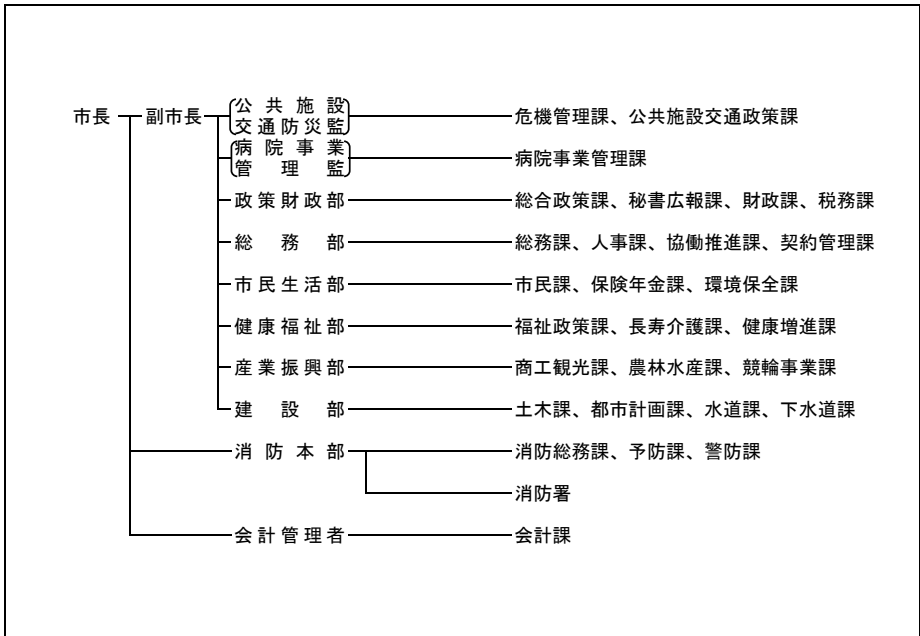 市長 副市長 公共施設交通防災監 危機管理課、公共施設交通政策課
病院事業管理監 病院事業管理課
政策財政部 総合政策課、秘書広報課、財政課、税務課
総務部 総務課、人事課、協働推進課、契約管理課
市民生活部 市民課、保険年金課、環境保全課
健康福祉部 福祉政策課、長寿介護課、健康増進課
産業振興部 商工観光課、農林水産課、競輪事業課
建設部 土木課、都市計画課、水道課、下水道課
消防本部 消防総務課、予防課、警防課
消防署
会計管理者 会計課